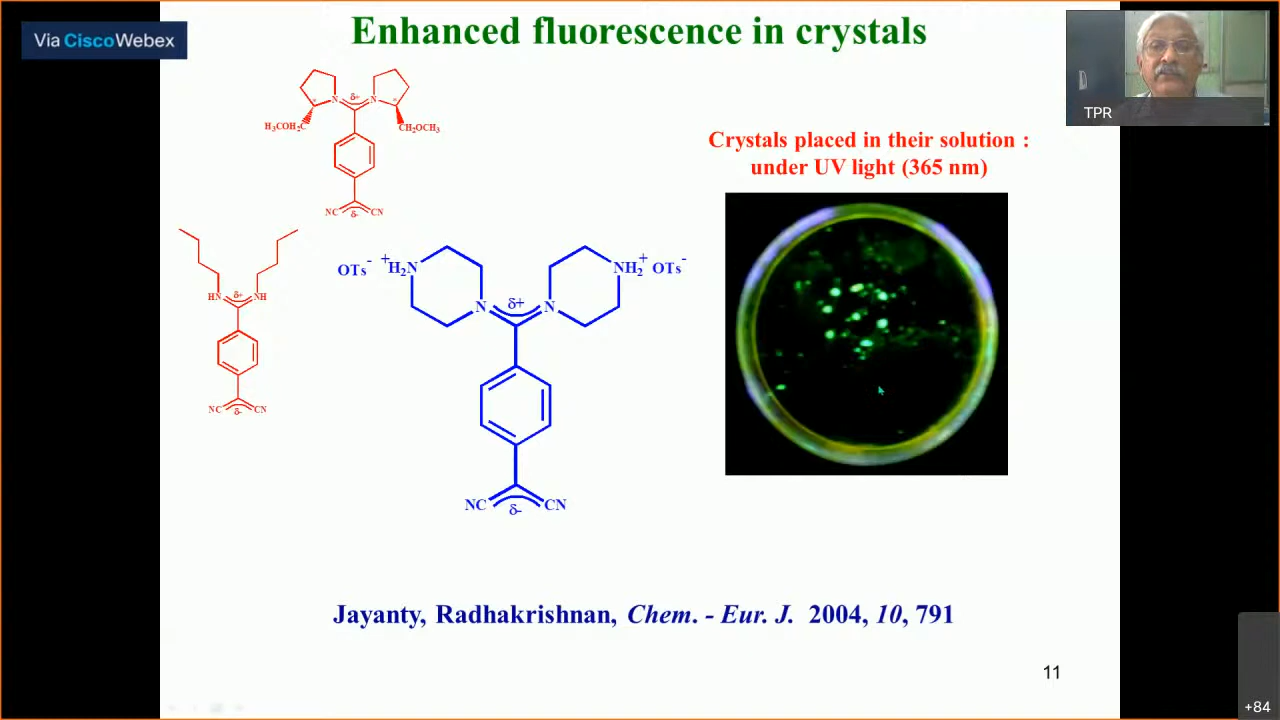 Via CiscoWebex
Enhanced fluorescence in crystals
TPR
N δ+ N
H₃COH₂C
CH₂OCH₃
NC δ- CN
Crystals placed in their solution :
under UV light (365 nm)
HN δ+ NH
NC δ- CN
OTs⁻ ⁺H₂N
NH₂⁺ OTs⁻
N δ+ N
NC δ- CN
Jayanty, Radhakrishnan, Chem. - Eur. J. 2004, 10, 791
11
+84